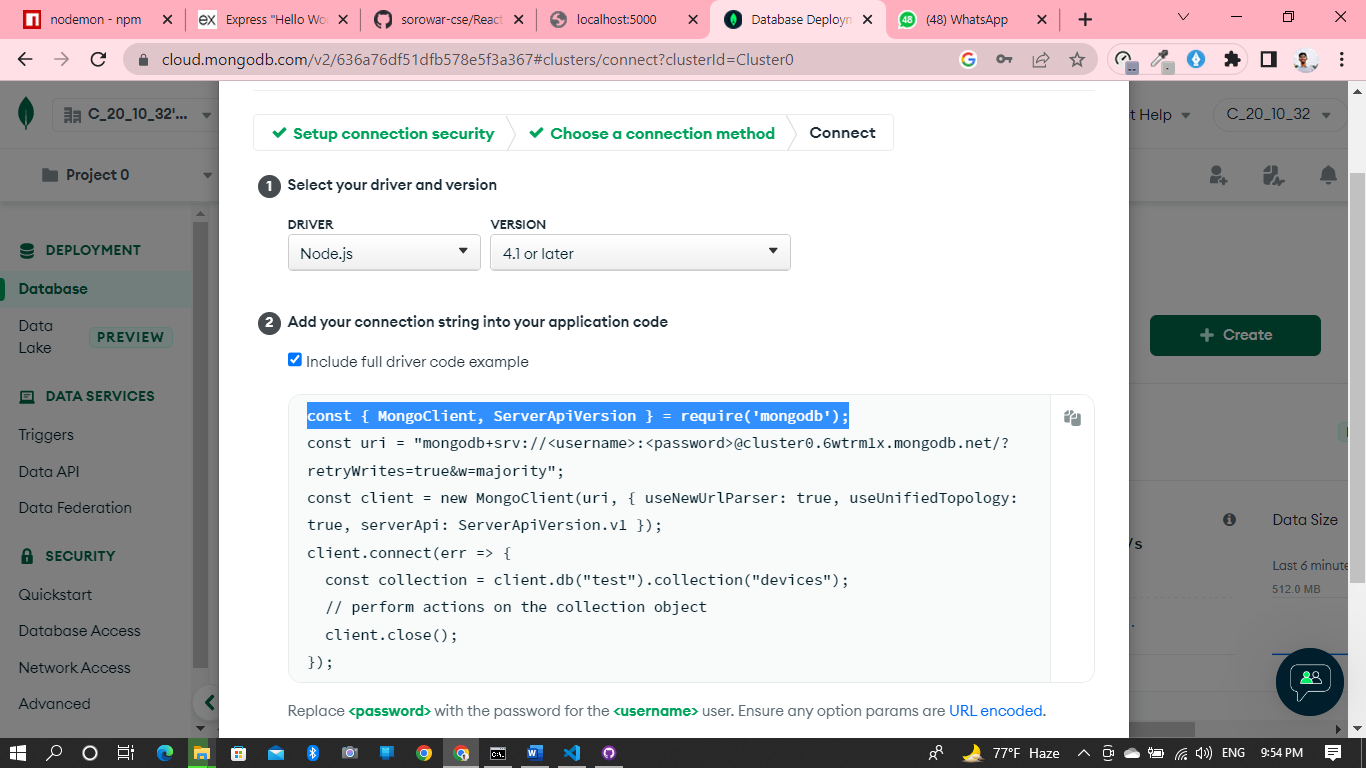 nodemon - npm
Express "Hello Wo
sorowar-cse/React
localhost:5000
Database Deploym
(48) WhatsApp
cloud.mongodb.com/v2/636a76df51dfb578e5f3a367#clusters/connect?clusterId=Cluster0
C_20_10_32'...
t Help
C_20_10_32
Project 0
DEPLOYMENT
Database
Data Lake
PREVIEW
DATA SERVICES
Triggers
Data API
Data Federation
SECURITY
Quickstart
Database Access
Network Access
Advanced
Setup connection security
Choose a connection method
Connect
1 Select your driver and version
DRIVER
VERSION
Node.js
4.1 or later
2 Add your connection string into your application code
Include full driver code example
const { MongoClient, ServerApiVersion } = require('mongodb');
const uri = "mongodb+srv://<username>:<password>@cluster0.6wtrm1x.mongodb.net/?
retryWrites=true&w=majority";
const client = new MongoClient(uri, { useNewUrlParser: true, useUnifiedTopology:
true, serverApi: ServerApiVersion.v1 });
client.connect(err => {
const collection = client.db("test").collection("devices");
// perform actions on the collection object
client.close();
});
Replace <password> with the password for the <username> user. Ensure any option params are URL encoded.
+ Create
/s
Data Size
Last 6 minute
512.0 MB
77°F Haze
ENG
9:54 PM